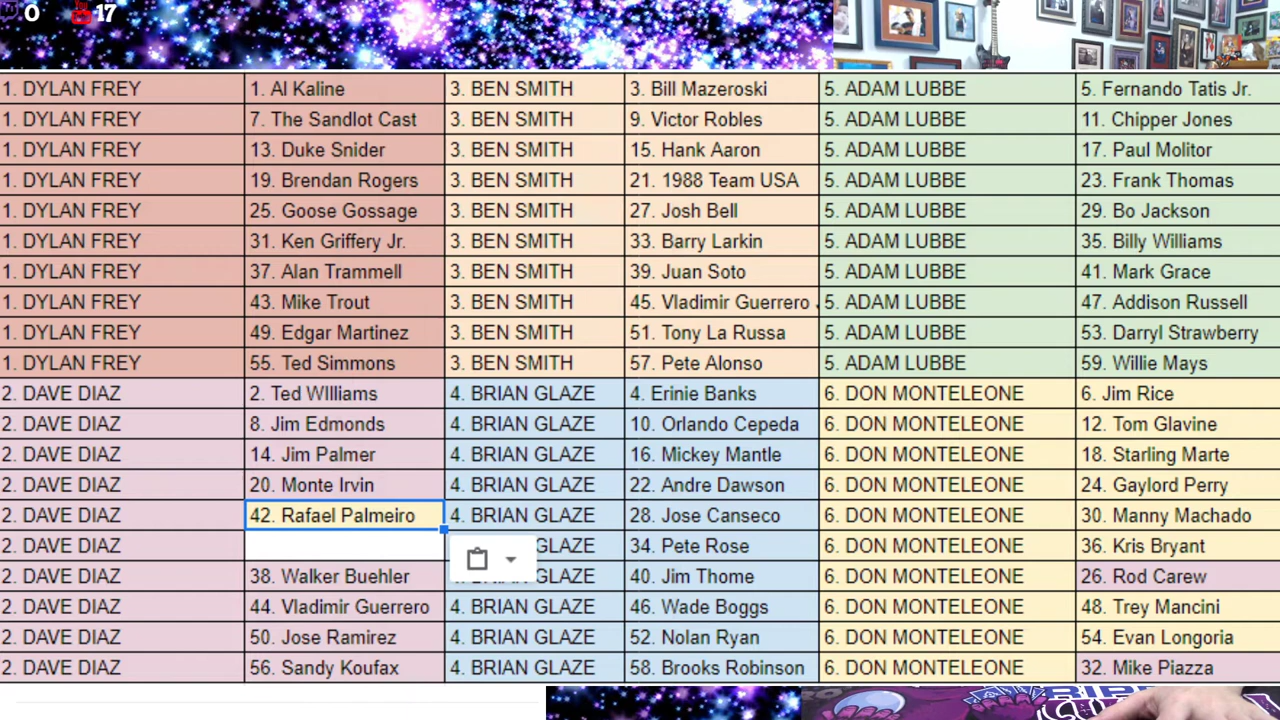 0 17
1. DYLAN FREY 1. Al Kaline 3. BEN SMITH 3. Bill Mazeroski 5. ADAM LUBBE 5. Fernando Tatis Jr.
1. DYLAN FREY 7. The Sandlot Cast 3. BEN SMITH 9. Victor Robles 5. ADAM LUBBE 11. Chipper Jones
1. DYLAN FREY 13. Duke Snider 3. BEN SMITH 15. Hank Aaron 5. ADAM LUBBE 17. Paul Molitor
1. DYLAN FREY 19. Brendan Rogers 3. BEN SMITH 21. 1988 Team USA 5. ADAM LUBBE 23. Frank Thomas
1. DYLAN FREY 25. Goose Gossage 3. BEN SMITH 27. Josh Bell 5. ADAM LUBBE 29. Bo Jackson
1. DYLAN FREY 31. Ken Griffery Jr. 3. BEN SMITH 33. Barry Larkin 5. ADAM LUBBE 35. Billy Williams
1. DYLAN FREY 37. Alan Trammell 3. BEN SMITH 39. Juan Soto 5. ADAM LUBBE 41. Mark Grace
1. DYLAN FREY 43. Mike Trout 3. BEN SMITH 45. Vladimir Guerrero 5. ADAM LUBBE 47. Addison Russell
1. DYLAN FREY 49. Edgar Martinez 3. BEN SMITH 51. Tony La Russa 5. ADAM LUBBE 53. Darryl Strawberry
1. DYLAN FREY 55. Ted Simmons 3. BEN SMITH 57. Pete Alonso 5. ADAM LUBBE 59. Willie Mays
2. DAVE DIAZ 2. Ted WIlliams 4. BRIAN GLAZE 4. Erinie Banks 6. DON MONTELEONE 6. Jim Rice
2. DAVE DIAZ 8. Jim Edmonds 4. BRIAN GLAZE 10. Orlando Cepeda 6. DON MONTELEONE 12. Tom Glavine
2. DAVE DIAZ 14. Jim Palmer 4. BRIAN GLAZE 16. Mickey Mantle 6. DON MONTELEONE 18. Starling Marte
2. DAVE DIAZ 20. Monte Irvin 4. BRIAN GLAZE 22. Andre Dawson 6. DON MONTELEONE 24. Gaylord Perry
2. DAVE DIAZ 42. Rafael Palmeiro 4. BRIAN GLAZE 28. Jose Canseco 6. DON MONTELEONE 30. Manny Machado
2. DAVE DIAZ GLAZE 34. Pete Rose 6. DON MONTELEONE 36. Kris Bryant
2. DAVE DIAZ 38. Walker Buehler GLAZE 40. Jim Thome 6. DON MONTELEONE 26. Rod Carew
2. DAVE DIAZ 44. Vladimir Guerrero 4. BRIAN GLAZE 46. Wade Boggs 6. DON MONTELEONE 48. Trey Mancini
2. DAVE DIAZ 50. Jose Ramirez 4. BRIAN GLAZE 52. Nolan Ryan 6. DON MONTELEONE 54. Evan Longoria
2. DAVE DIAZ 56. Sandy Koufax 4. BRIAN GLAZE 58. Brooks Robinson 6. DON MONTELEONE 32. Mike Piazza